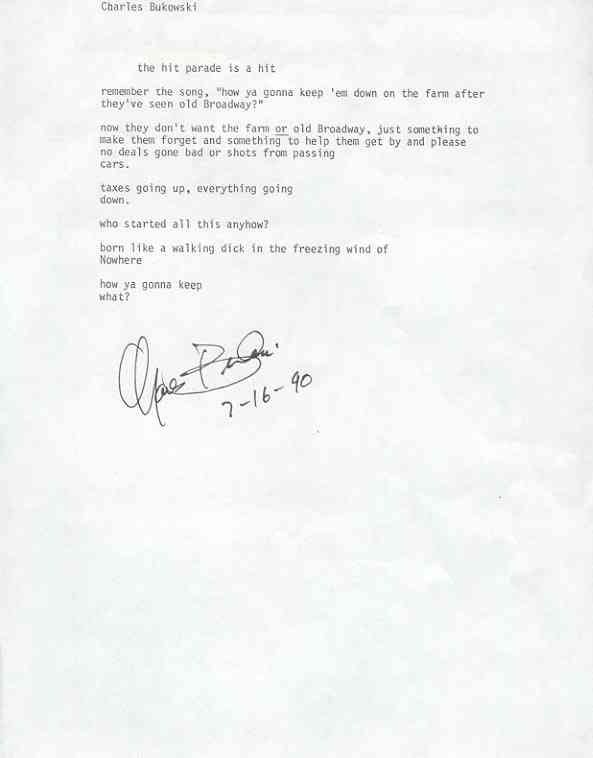 Charles Bukowski
the hit parade is a hit
remember the song, "how ya gonna keep 'em down on the farm after
they've seen old Broadway?"
now they don't want the farm or old Broadway, just something to
make them forget and something to help them get by and please
no deals gone bad or shots from passing
cars.
taxes going up, everything going
down.
who started all this anyhow?
born like a walking dick in the freezing wind of
Nowhere
how ya gonna keep
what?
Charles Bukowski
7-16-90